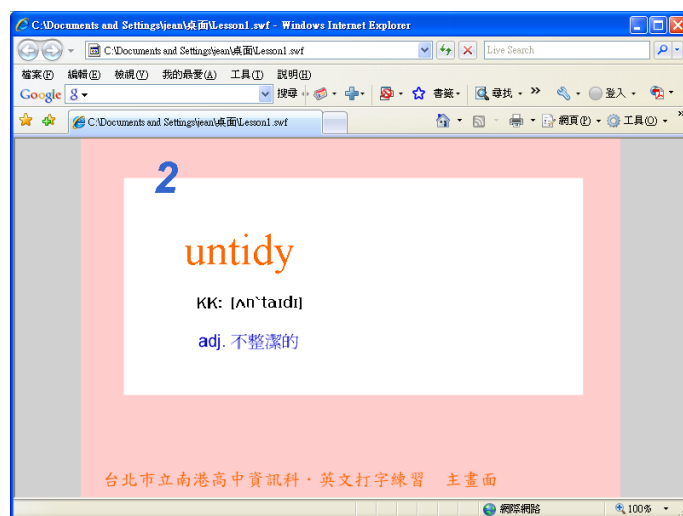 C:\Documents and Settings\jean\桌面\Lesson1.swf - Windows Internet Explorer
C:\Documents and Settings\jean\桌面\Lesson1.swf Live Search
檔案(F) 編輯(E) 檢視(V) 我的最愛(A) 工具(T) 說明(H)
Google 搜尋 書籤 尋找 » 登入
C:\Documents and Settings\jean\桌面\Lesson1.swf 網頁(P) 工具(O) »
2
untidy
KK: [ʌnˋtaɪdɪ]
adj. 不整潔的
台北市立南港高中資訊科．英文打字練習 主畫面
網際網路 100%